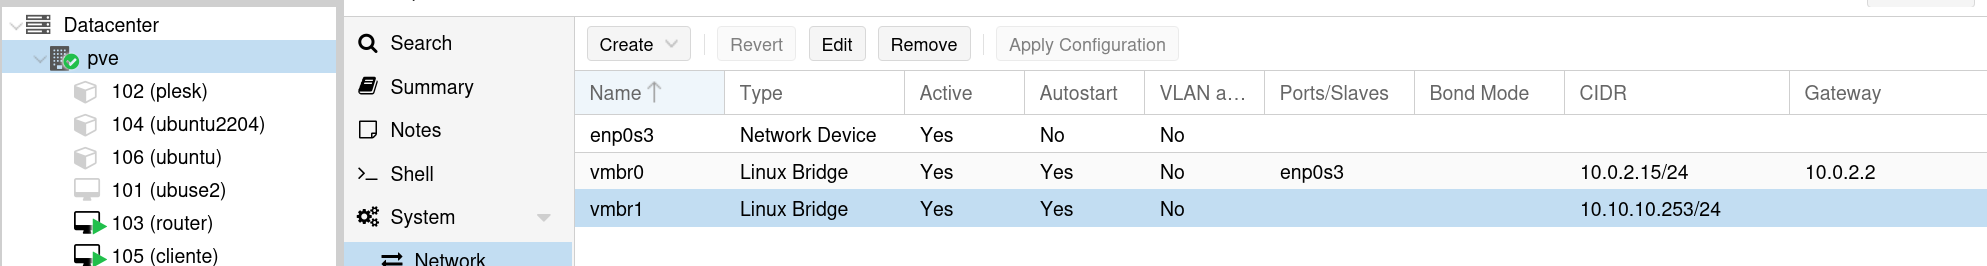 Datacenter
pve
102 (plesk)
104 (ubuntu2204)
106 (ubuntu)
101 (ubuse2)
103 (router)
105 (cliente)
Search
Summary
Notes
Shell
System
Network
Create Revert Edit Remove Apply Configuration
Name Type Active Autostart VLAN a... Ports/Slaves Bond Mode CIDR Gateway
enp0s3 Network Device Yes No No
vmbr0 Linux Bridge Yes Yes No enp0s3 10.0.2.15/24 10.0.2.2
vmbr1 Linux Bridge Yes Yes No 10.10.10.253/24